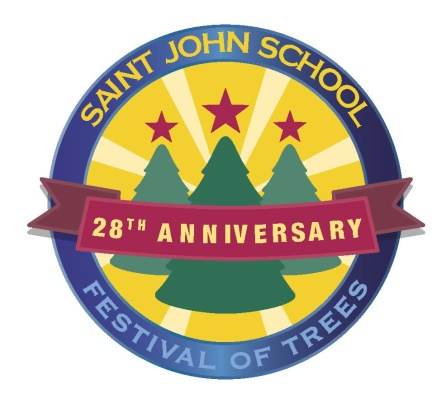 SAINT JOHN SCHOOL
28TH ANNIVERSARY
FESTIVAL OF TREES